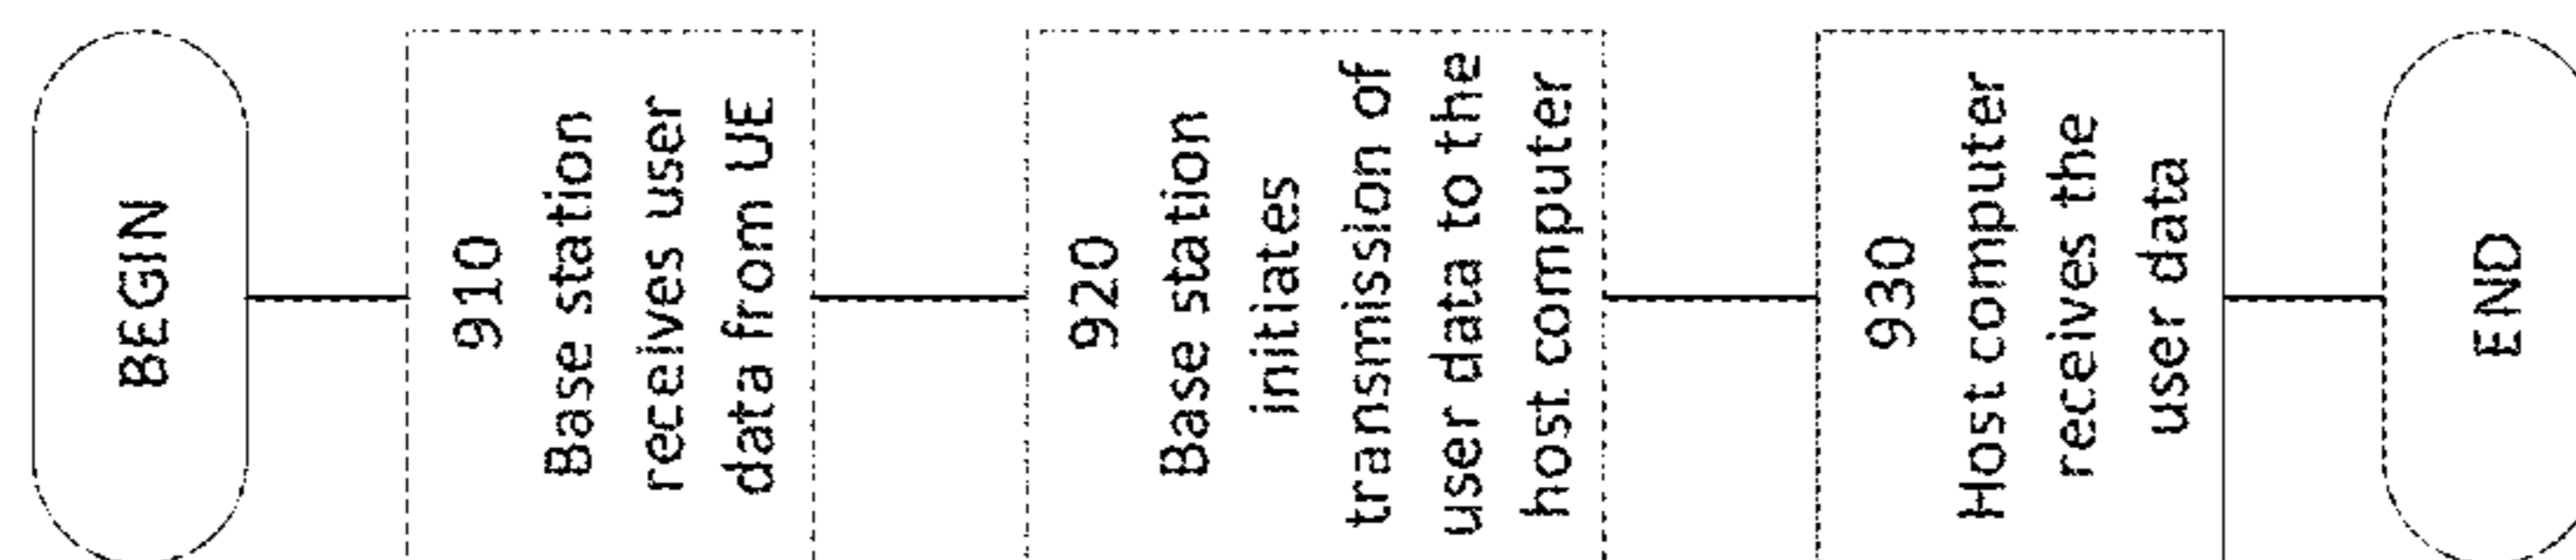 BEGIN
910
Base station
receives user
data from UE
920
Base station
initiates
transmission of
user data to the
host computer
930
Host computer
receives the
user data
END